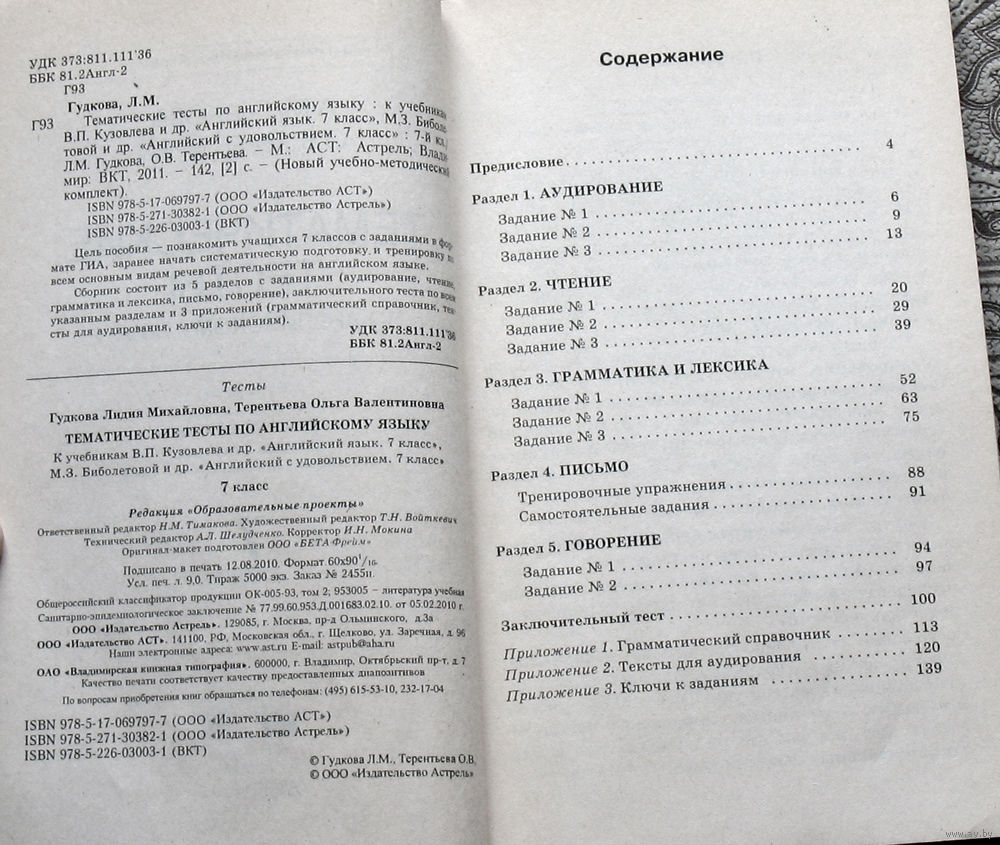 УДК 373:811.111'36
ББК 81.2Англ-2
Г93
Гудкова, Л.М.
Г93 Тематические тесты по английскому языку : к учебникам
В.П. Кузовлева и др. «Английский язык. 7 класс», М.З. Биболе-
товой и др. «Английский с удовольствием. 7 класс» : 7-й кл./
Л.М. Гудкова, О.В. Терентьева. – М.: АСТ: Астрель; Влади-
мир: ВКТ, 2011. – 142, [2] с. – (Новый учебно-методический
комплект).
ISBN 978-5-17-069797-7 (ООО «Издательство АСТ»)
ISBN 978-5-271-30382-1 (ООО «Издательство Астрель»)
ISBN 978-5-226-03003-1 (ВКТ)
Цель пособия — познакомить учащихся 7 классов с заданиями в фор-
мате ГИА, заранее начать систематическую подготовку и тренировку по
всем основным видам речевой деятельности на английском языке.
Сборник состоит из 5 разделов с заданиями (аудирование, чтение,
грамматика и лексика, письмо, говорение), заключительного теста по всем
указанным разделам и 3 приложений (грамматический справочник, тек-
сты для аудирования, ключи к заданиям).
УДК 373:811.111'36
ББК 81.2Англ-2
Тесты
Гудкова Лидия Михайловна, Терентьева Ольга Валентиновна
ТЕМАТИЧЕСКИЕ ТЕСТЫ ПО АНГЛИЙСКОМУ ЯЗЫКУ
К учебникам В.П. Кузовлева и др. «Английский язык. 7 класс»,
М.З. Биболетовой и др. «Английский с удовольствием. 7 класс»
7 класс
Редакция «Образовательные проекты»
Ответственный редактор Н.М. Тимакова. Художественный редактор Т.Н. Войткевич
Технический редактор А.Л. Шелудченко. Корректор И.Н. Мокина
Оригинал-макет подготовлен ООО «БЕТА-Фрейм»
Подписано в печать 12.08.2010. Формат 60х90¹/₁₆.
Усл. печ. л. 9,0. Тираж 5000 экз. Заказ № 2455и.
Общероссийский классификатор продукции ОК-005-93, том 2; 953005 – литература учебная
Санитарно-эпидемиологическое заключение № 77.99.60.953.Д.001683.02.10. от 05.02.2010 г.
ООО «Издательство Астрель». 129085, г. Москва, пр-д Ольминского, д.3а
ООО «Издательство АСТ». 141100, РФ, Московская обл., г. Щелково, ул. Заречная, д. 96
Наши электронные адреса: www.ast.ru E-mail: astpub@aha.ru
ОАО «Владимирская книжная типография». 600000, г. Владимир, Октябрьский пр-т, д. 7
Качество печати соответствует качеству предоставленных диапозитивов
По вопросам приобретения книг обращаться по телефонам: (495) 615-53-10, 232-17-04
ISBN 978-5-17-069797-7 (ООО «Издательство АСТ»)
ISBN 978-5-271-30382-1 (ООО «Издательство Астрель»)
ISBN 978-5-226-03003-1 (ВКТ)
© Гудкова Л.М., Терентьева О.В.
© ООО «Издательство Астрель»
Содержание
Предисловие 4
Раздел 1. АУДИРОВАНИЕ
Задание № 1 6
Задание № 2 9
Задание № 3 13
Раздел 2. ЧТЕНИЕ
Задание № 1 20
Задание № 2 29
Задание № 3 39
Раздел 3. ГРАММАТИКА И ЛЕКСИКА
Задание № 1 52
Задание № 2 63
Задание № 3 75
Раздел 4. ПИСЬМО
Тренировочные упражнения 88
Самостоятельные задания 91
Раздел 5. ГОВОРЕНИЕ
Задание № 1 94
Задание № 2 97
Заключительный тест 100
Приложение 1. Грамматический справочник 113
Приложение 2. Тексты для аудирования 120
Приложение 3. Ключи к заданиям 139
www.ay.by